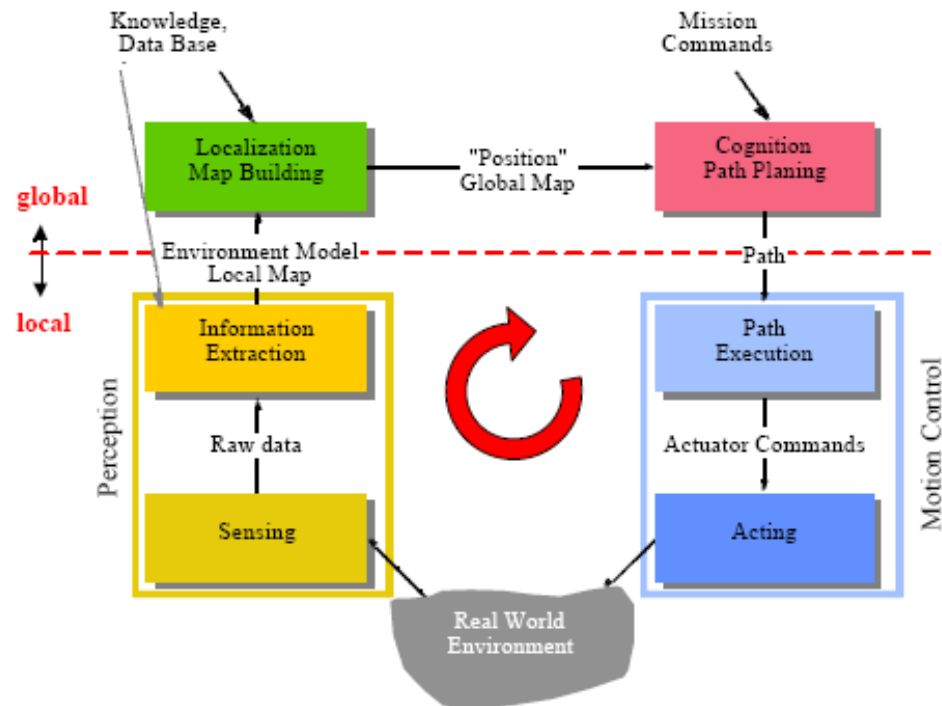 Knowledge,
Data Base
Mission
Commands
Localization
Map Building
"Position"
Global Map
Cognition
Path Planing
global
local
Environment Model
Local Map
Path
Perception
Information
Extraction
Raw data
Sensing
Path
Execution
Actuator Commands
Acting
Motion Control
Real World
Environment